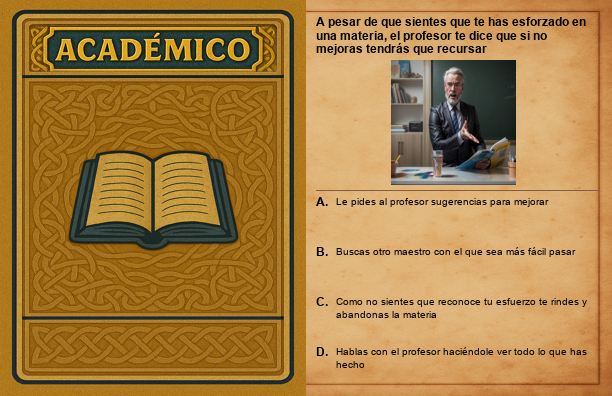 ACADÉMICO
A pesar de que sientes que te has esforzado en
una materia, el profesor te dice que si no
mejoras tendrás que recursar
A. Le pides al profesor sugerencias para mejorar
B. Buscas otro maestro con el que sea más fácil pasar
C. Como no sientes que reconoce tu esfuerzo te rindes y
abandonas la materia
D. Hablas con el profesor haciéndole ver todo lo que has
hecho